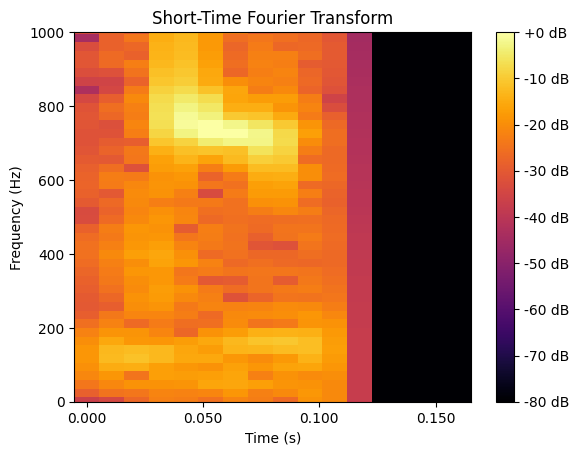 Short-Time Fourier Transform
1000
800
600
400
200
0
Frequency (Hz)
0.000
0.050
0.100
0.150
Time (s)
+0 dB
-10 dB
-20 dB
-30 dB
-40 dB
-50 dB
-60 dB
-70 dB
-80 dB